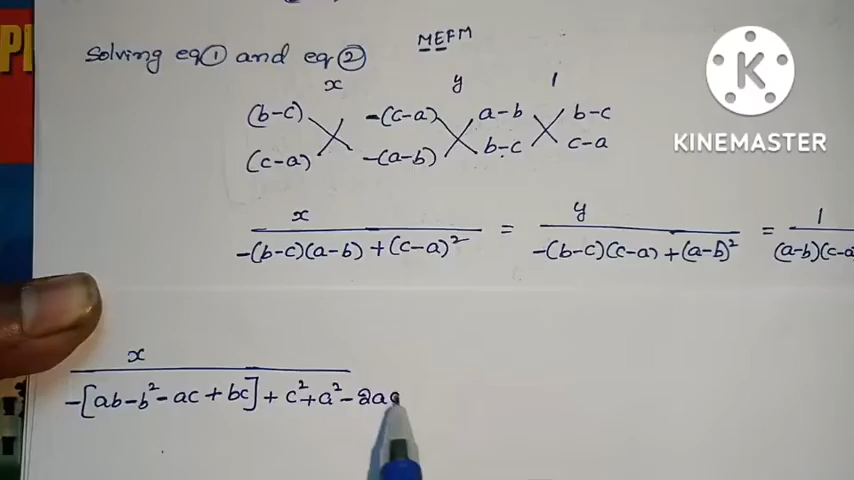 Solving eq① and eq② MEFM
x y 1
(b-c) -(c-a) a-b b-c
(c-a) -(a-b) b-c c-a
KINEMASTER
x / -(b-c)(a-b) + (c-a)² = y / -(b-c)(c-a) + (a-b)² = 1 / (a-b)(c-a
x / -[ab-b²-ac+bc] + c²+a²-2ac